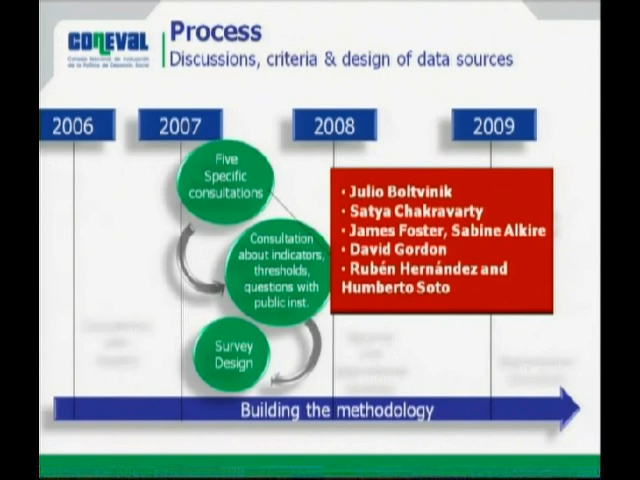 CONEVAL
Process
Discussions, criteria & design of data sources
2006
2007
2008
2009
Five
Specific
consultations
Consultation
about indicators,
thresholds,
questions with
public inst.
Survey
Design
· Julio Boltvinik
· Satya Chakravarty
· James Foster, Sabine Alkire
· David Gordon
· Rubén Hernández and
Humberto Soto
Building the methodology